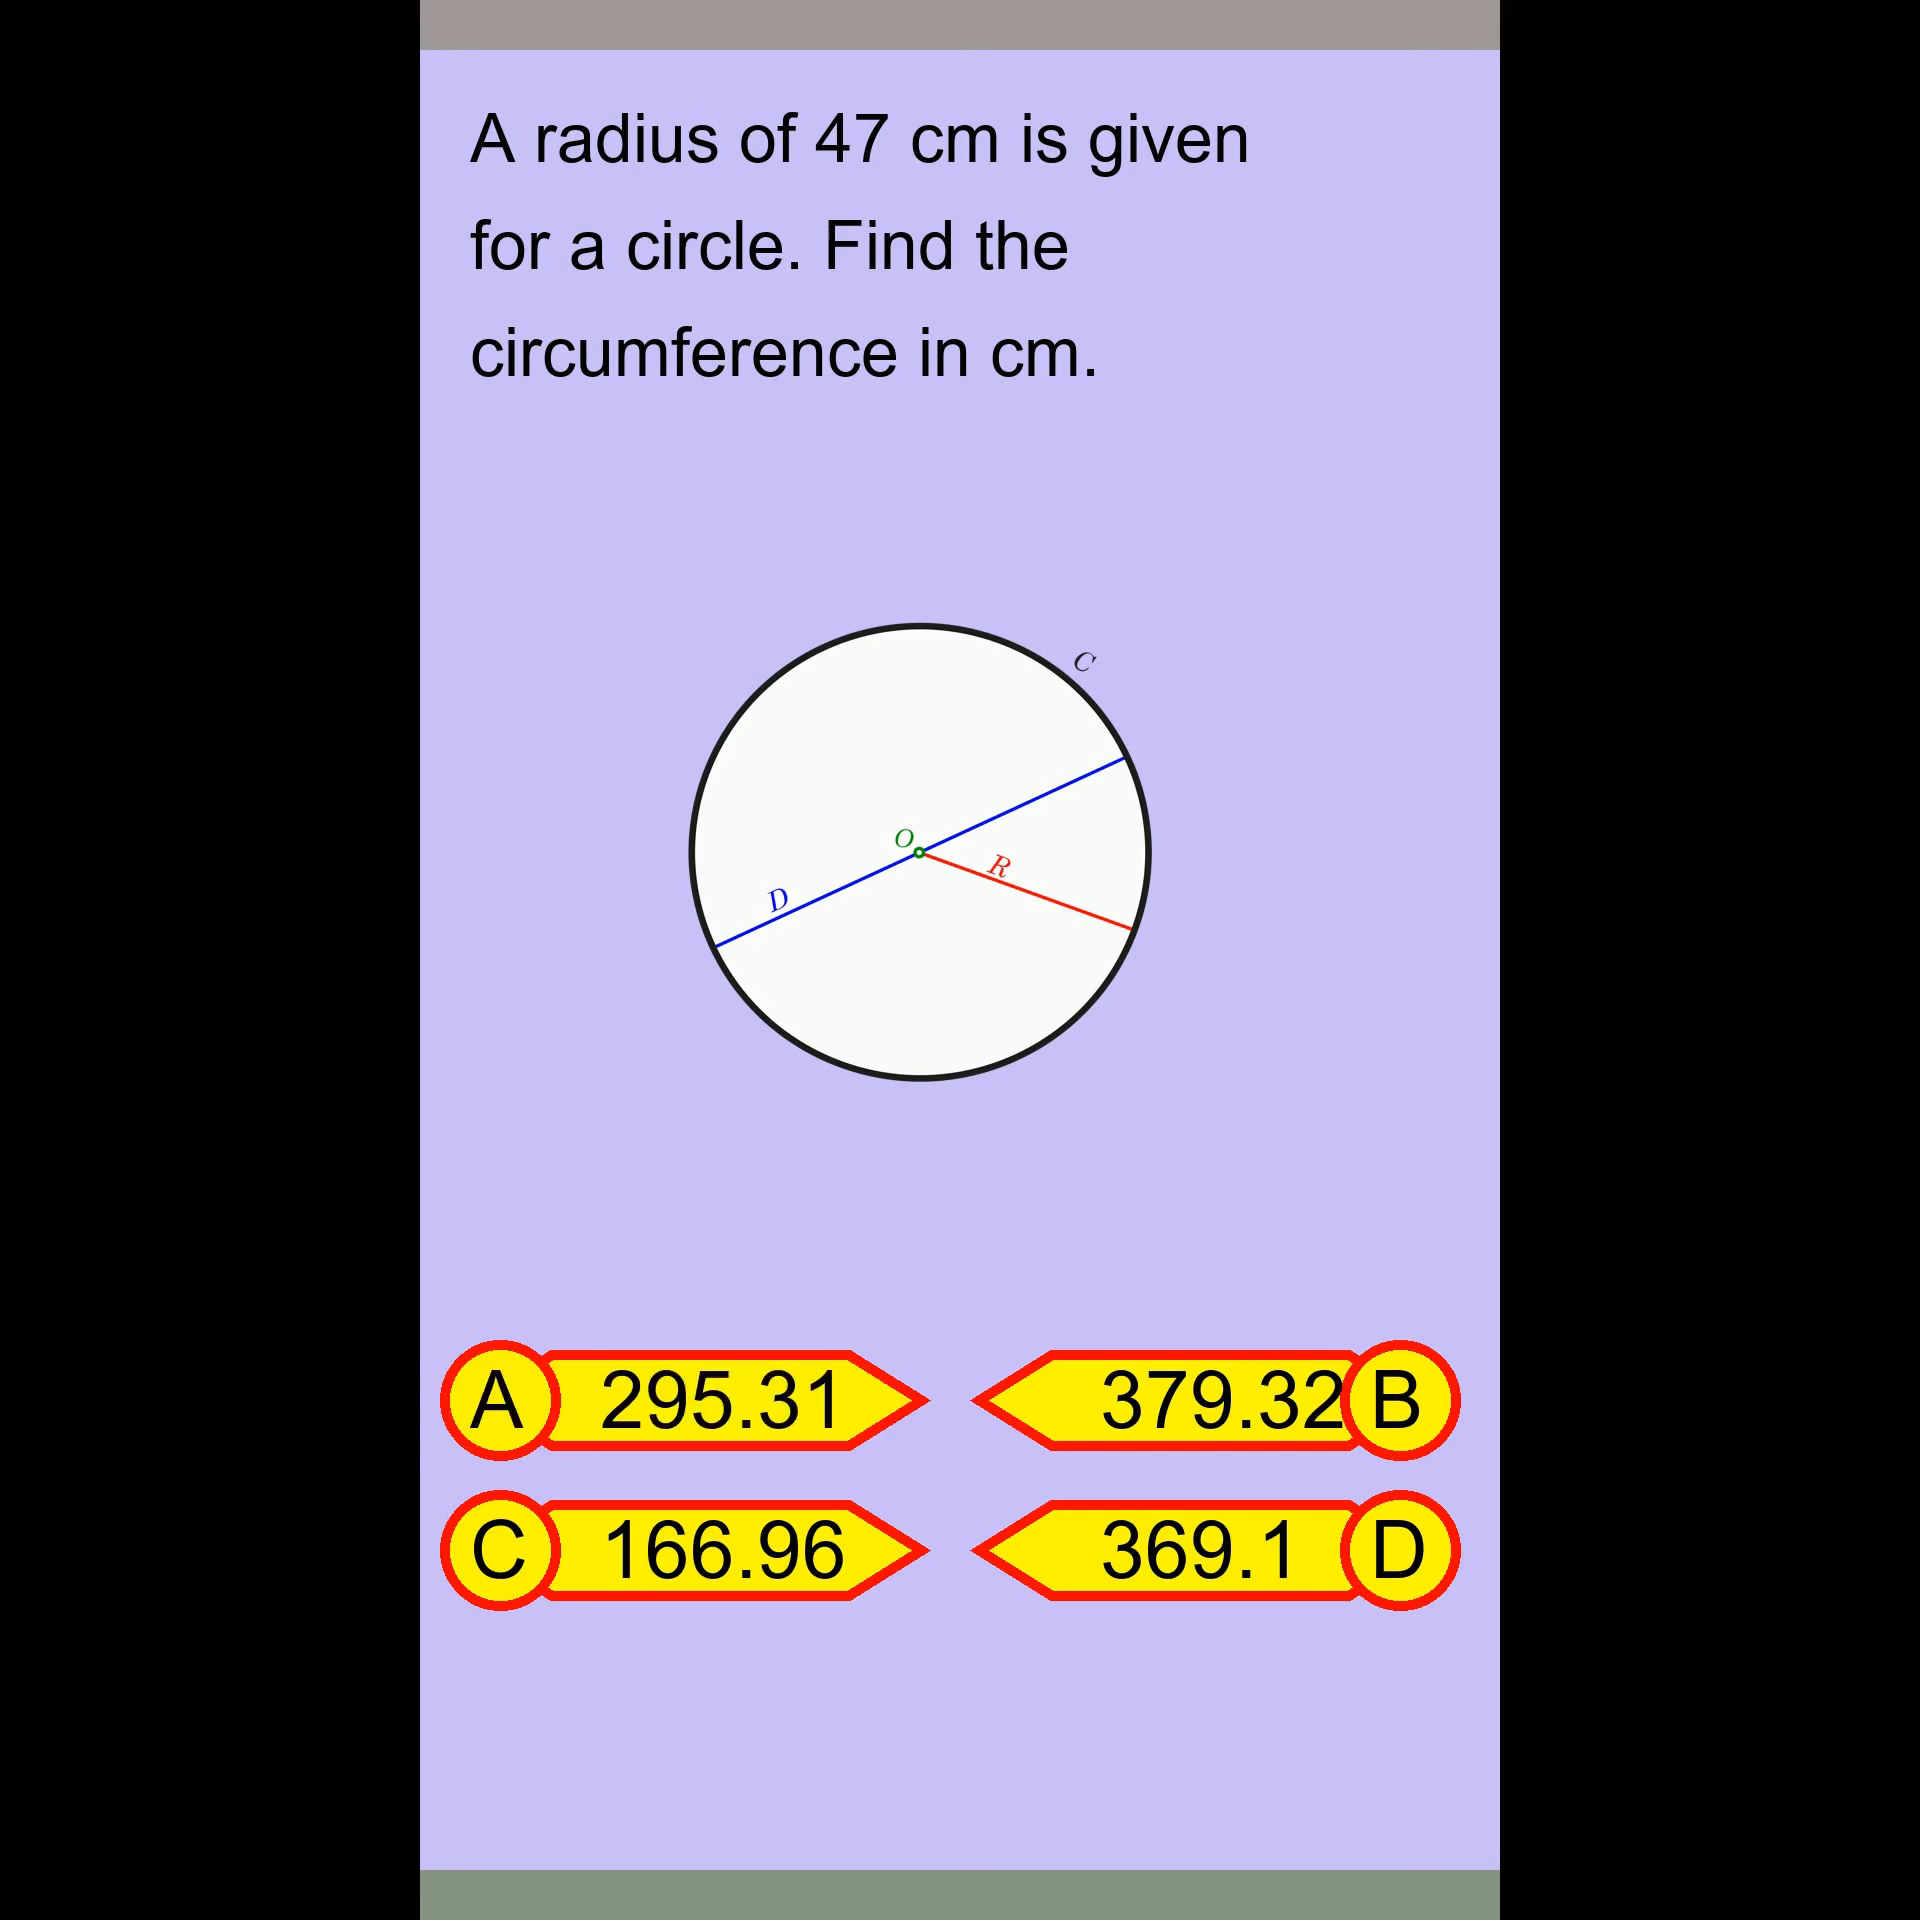 A radius of 47 cm is given
for a circle. Find the
circumference in cm.
C
O
R
D
A 295.31
379.32 B
C 166.96
369.1 D